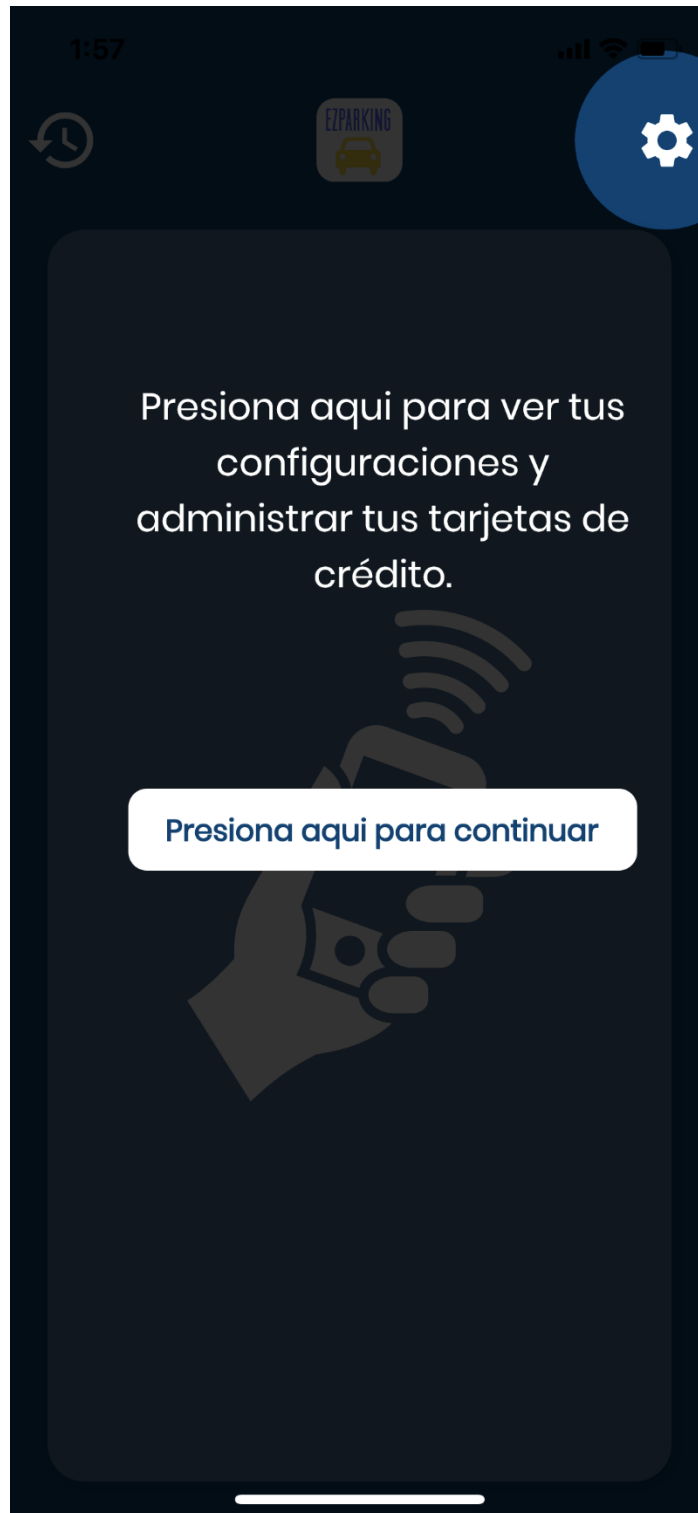 1:57
EZPARKING
Presiona aqui para ver tus
configuraciones y
administrar tus tarjetas de
crédito.
Presiona aqui para continuar